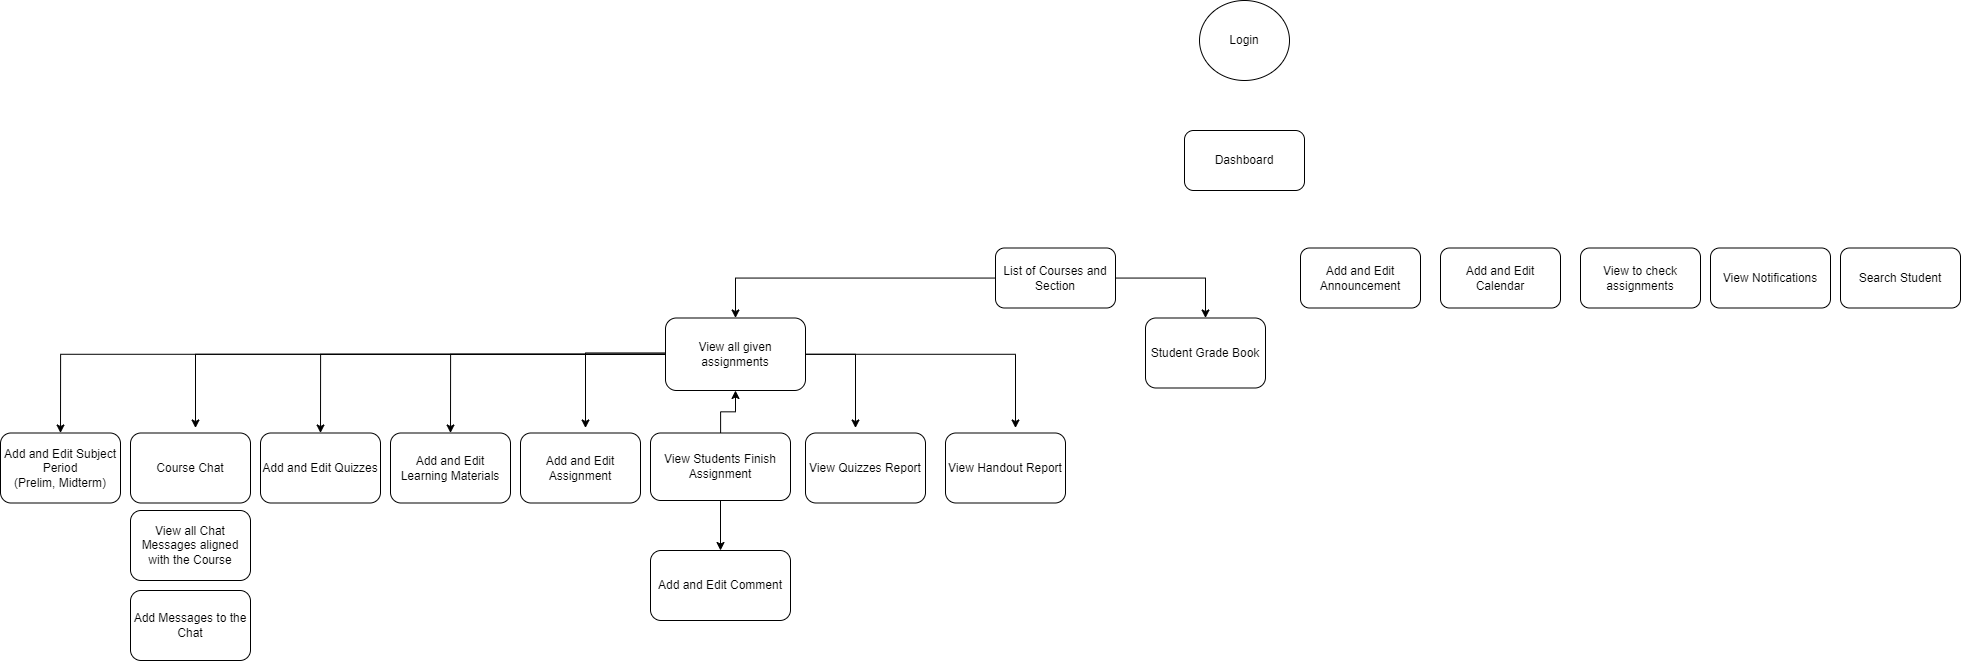 Login
Dashboard
List of Courses and
Section
Add and Edit
Announcement
Add and Edit
Calendar
View to check
assignments
View Notifications
Search Student
View all given
assignments
Student Grade Book
Add and Edit Subject
Period
(Prelim, Midterm)
Course Chat
Add and Edit Quizzes
Add and Edit
Learning Materials
Add and Edit
Assignment
View Students Finish
Assignment
View Quizzes Report
View Handout Report
View all Chat
Messages aligned
with the Course
Add and Edit Comment
Add Messages to the
Chat